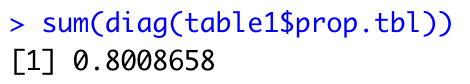 > sum(diag(table1$prop.tbl))
[1] 0.8008658